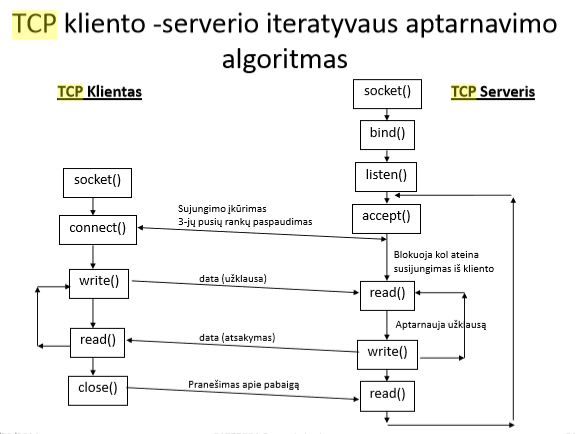 TCP kliento -serverio iteratyvaus aptarnavimo
algoritmas
TCP Klientas
TCP Serveris
socket()
bind()
listen()
socket()
Sujungimo įkūrimas
3-jų pusių rankų paspaudimas
accept()
connect()
Blokuoja kol ateina
susijungimas iš kliento
write()
data (užklausa)
read()
Aptarnauja užklausą
read()
data (atsakymas)
write()
close()
Pranešimas apie pabaigą
read()